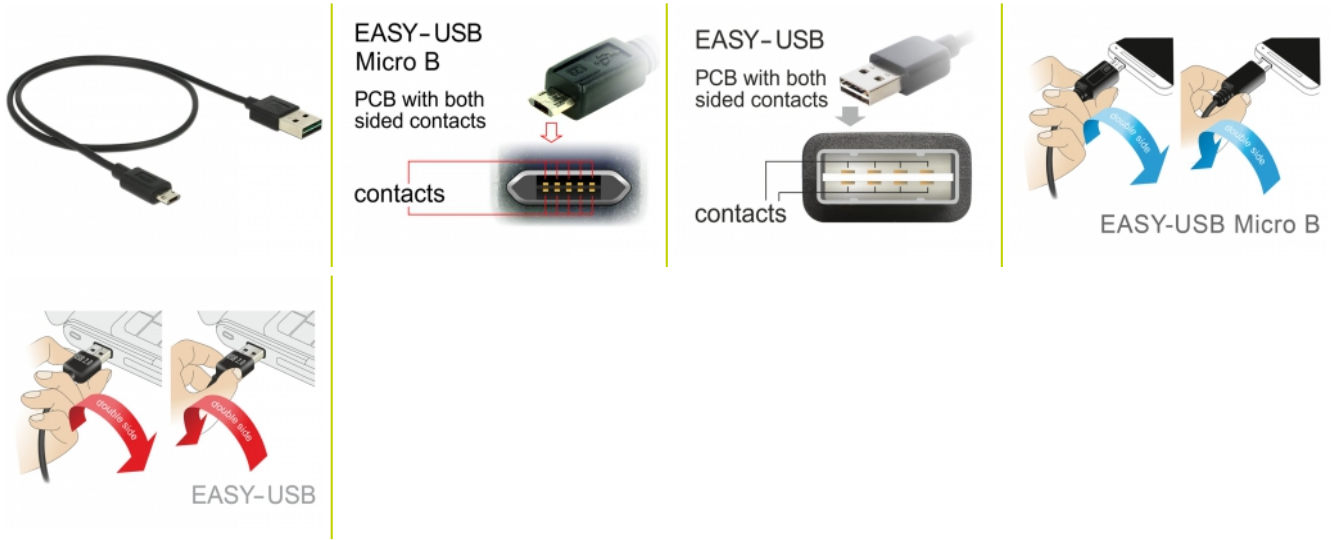 EASY-USB
Micro B
PCB with both
sided contacts
contacts
EASY-USB
PCB with both
sided contacts
contacts
double side
double side
EASY-USB Micro B
double side
double side
EASY-USB